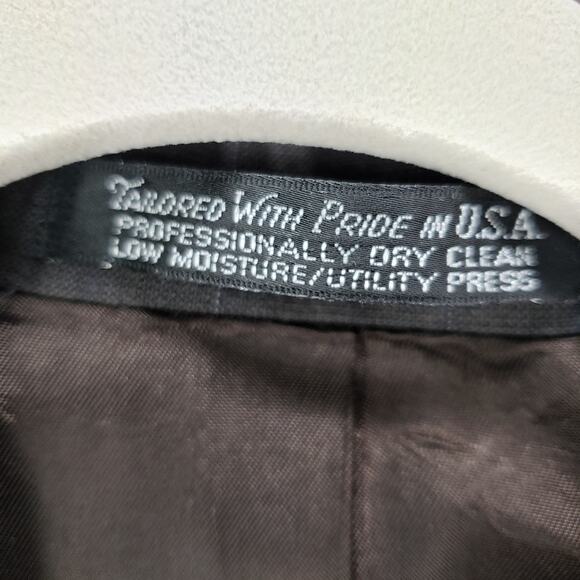 Tailored With Pride in U.S.A.
PROFESSIONALLY DRY CLEAN
LOW MOISTURE/UTILITY PRESS